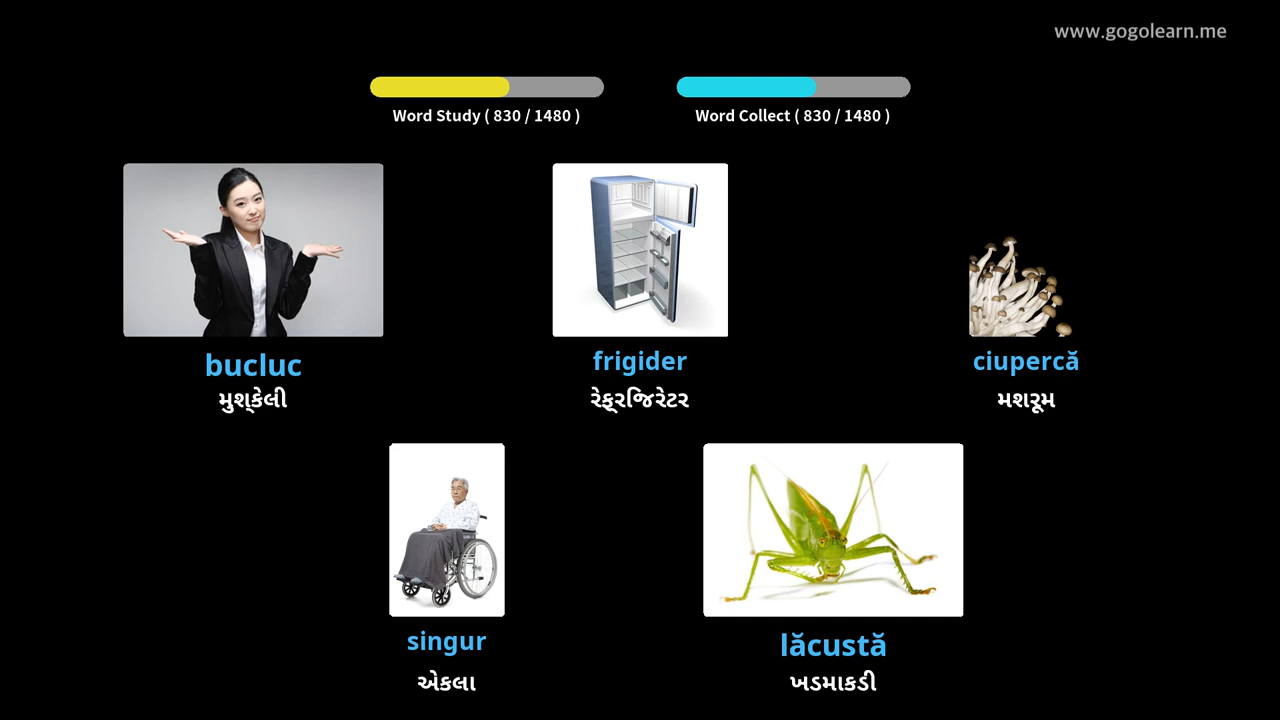 www.gogolearn.me
Word Study ( 830 / 1480 )
Word Collect ( 830 / 1480 )
bucluc
મુશ્કેલી
frigider
રેફ્રજિરેટર
ciupercă
મશરૂમ
singur
એકલા
lăcustă
ખડમાકડી